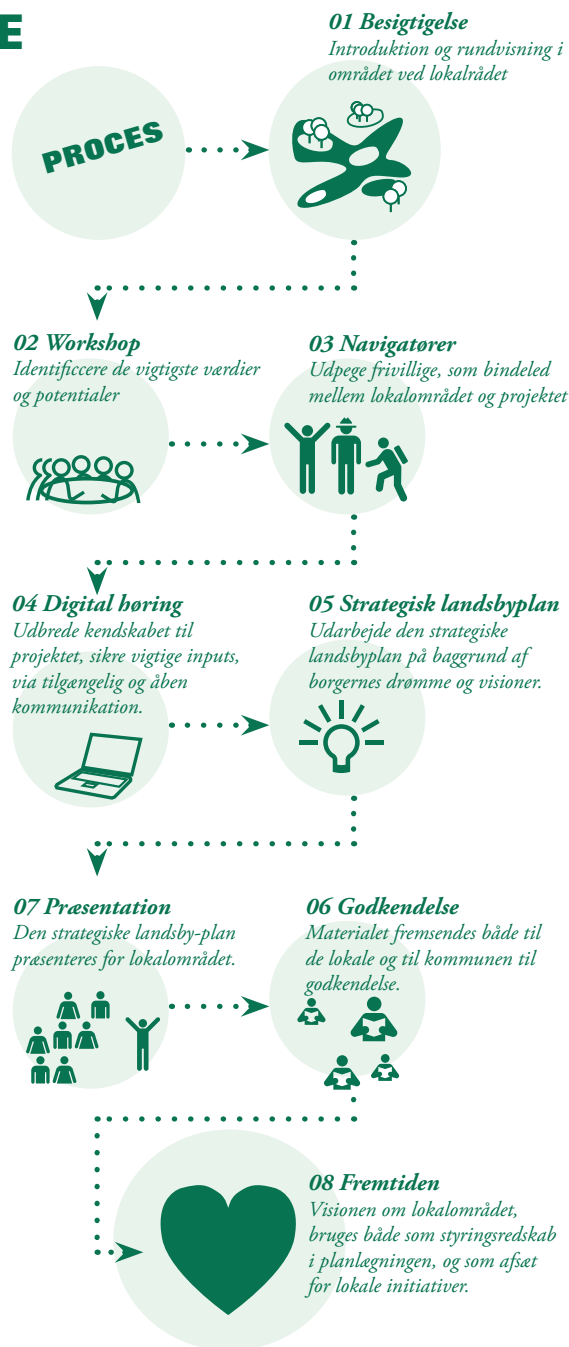 E
PROCES
01 Besigtigelse
Introduktion og rundvisning i
området ved lokalrådet
02 Workshop
Identificcere de vigtigste værdier
og potentialer
03 Navigatører
Udpege frivillige, som bindeled
mellem lokalområdet og projektet
04 Digital høring
Udbrede kendskabet til
projektet, sikre vigtige inputs,
via tilgængelig og åben
kommunikation.
05 Strategisk landsbyplan
Udarbejde den strategiske
landsbyplan på baggrund af
borgernes drømme og visioner.
07 Præsentation
Den strategiske landsby-plan
præsenteres for lokalområdet.
06 Godkendelse
Materialet fremsendes både til
de lokale og til kommunen til
godkendelse.
08 Fremtiden
Visionen om lokalområdet,
bruges både som styringsredskab
i planlægningen, og som afsæt
for lokale initiativer.